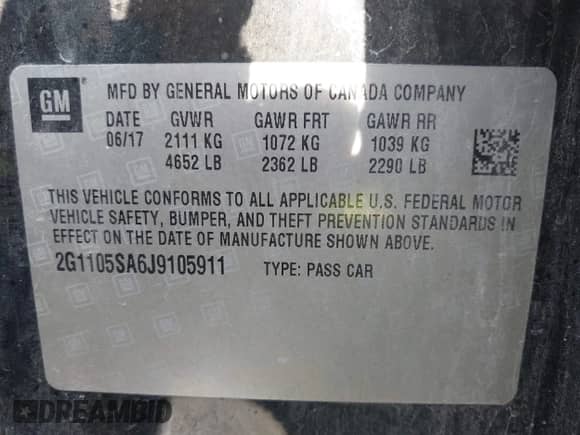 GM
MFD BY GENERAL MOTORS OF CANADA COMPANY
DATE GVWR GAWR FRT GAWR RR
06/17 2111 KG 1072 KG 1039 KG
4652 LB 2362 LB 2290 LB
THIS VEHICLE CONFORMS TO ALL APPLICABLE U.S. FEDERAL MOTOR
VEHICLE SAFETY, BUMPER, AND THEFT PREVENTION STANDARDS IN
EFFECT ON THE DATE OF MANUFACTURE SHOWN ABOVE.
2G1105SA6J9105911 TYPE: PASS CAR
DREAMBID